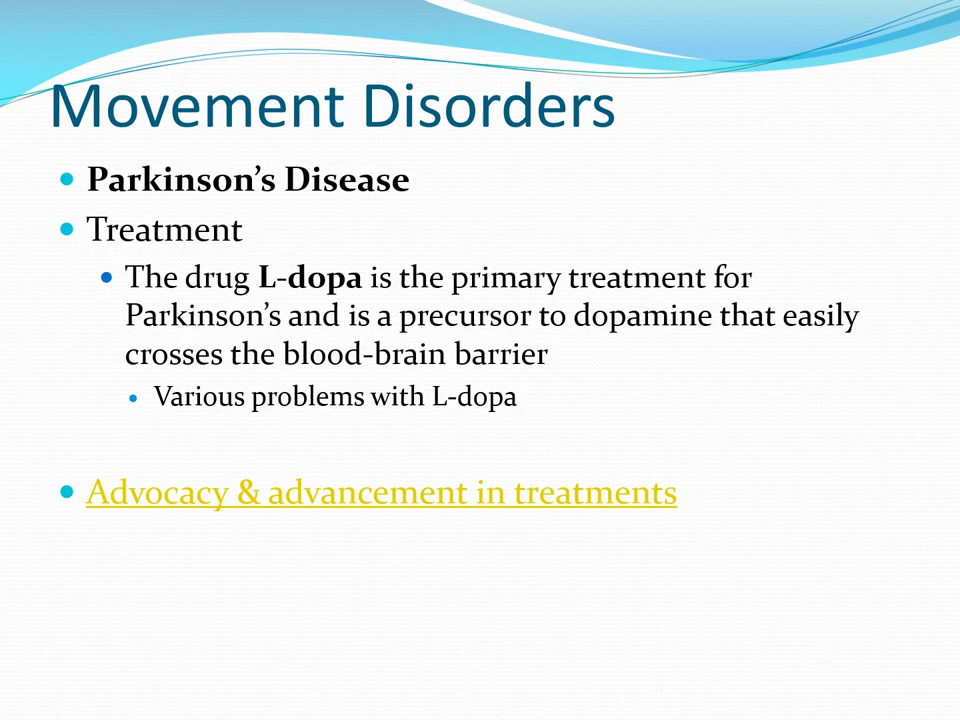 Movement Disorders
Parkinson’s Disease
Treatment
The drug L-dopa is the primary treatment for
Parkinson’s and is a precursor to dopamine that easily
crosses the blood-brain barrier
Various problems with L-dopa
Advocacy & advancement in treatments